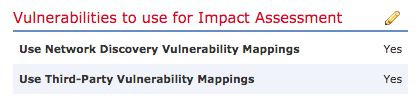 Vulnerabilities to use for Impact Assessment
Use Network Discovery Vulnerability Mappings Yes
Use Third-Party Vulnerability Mappings Yes